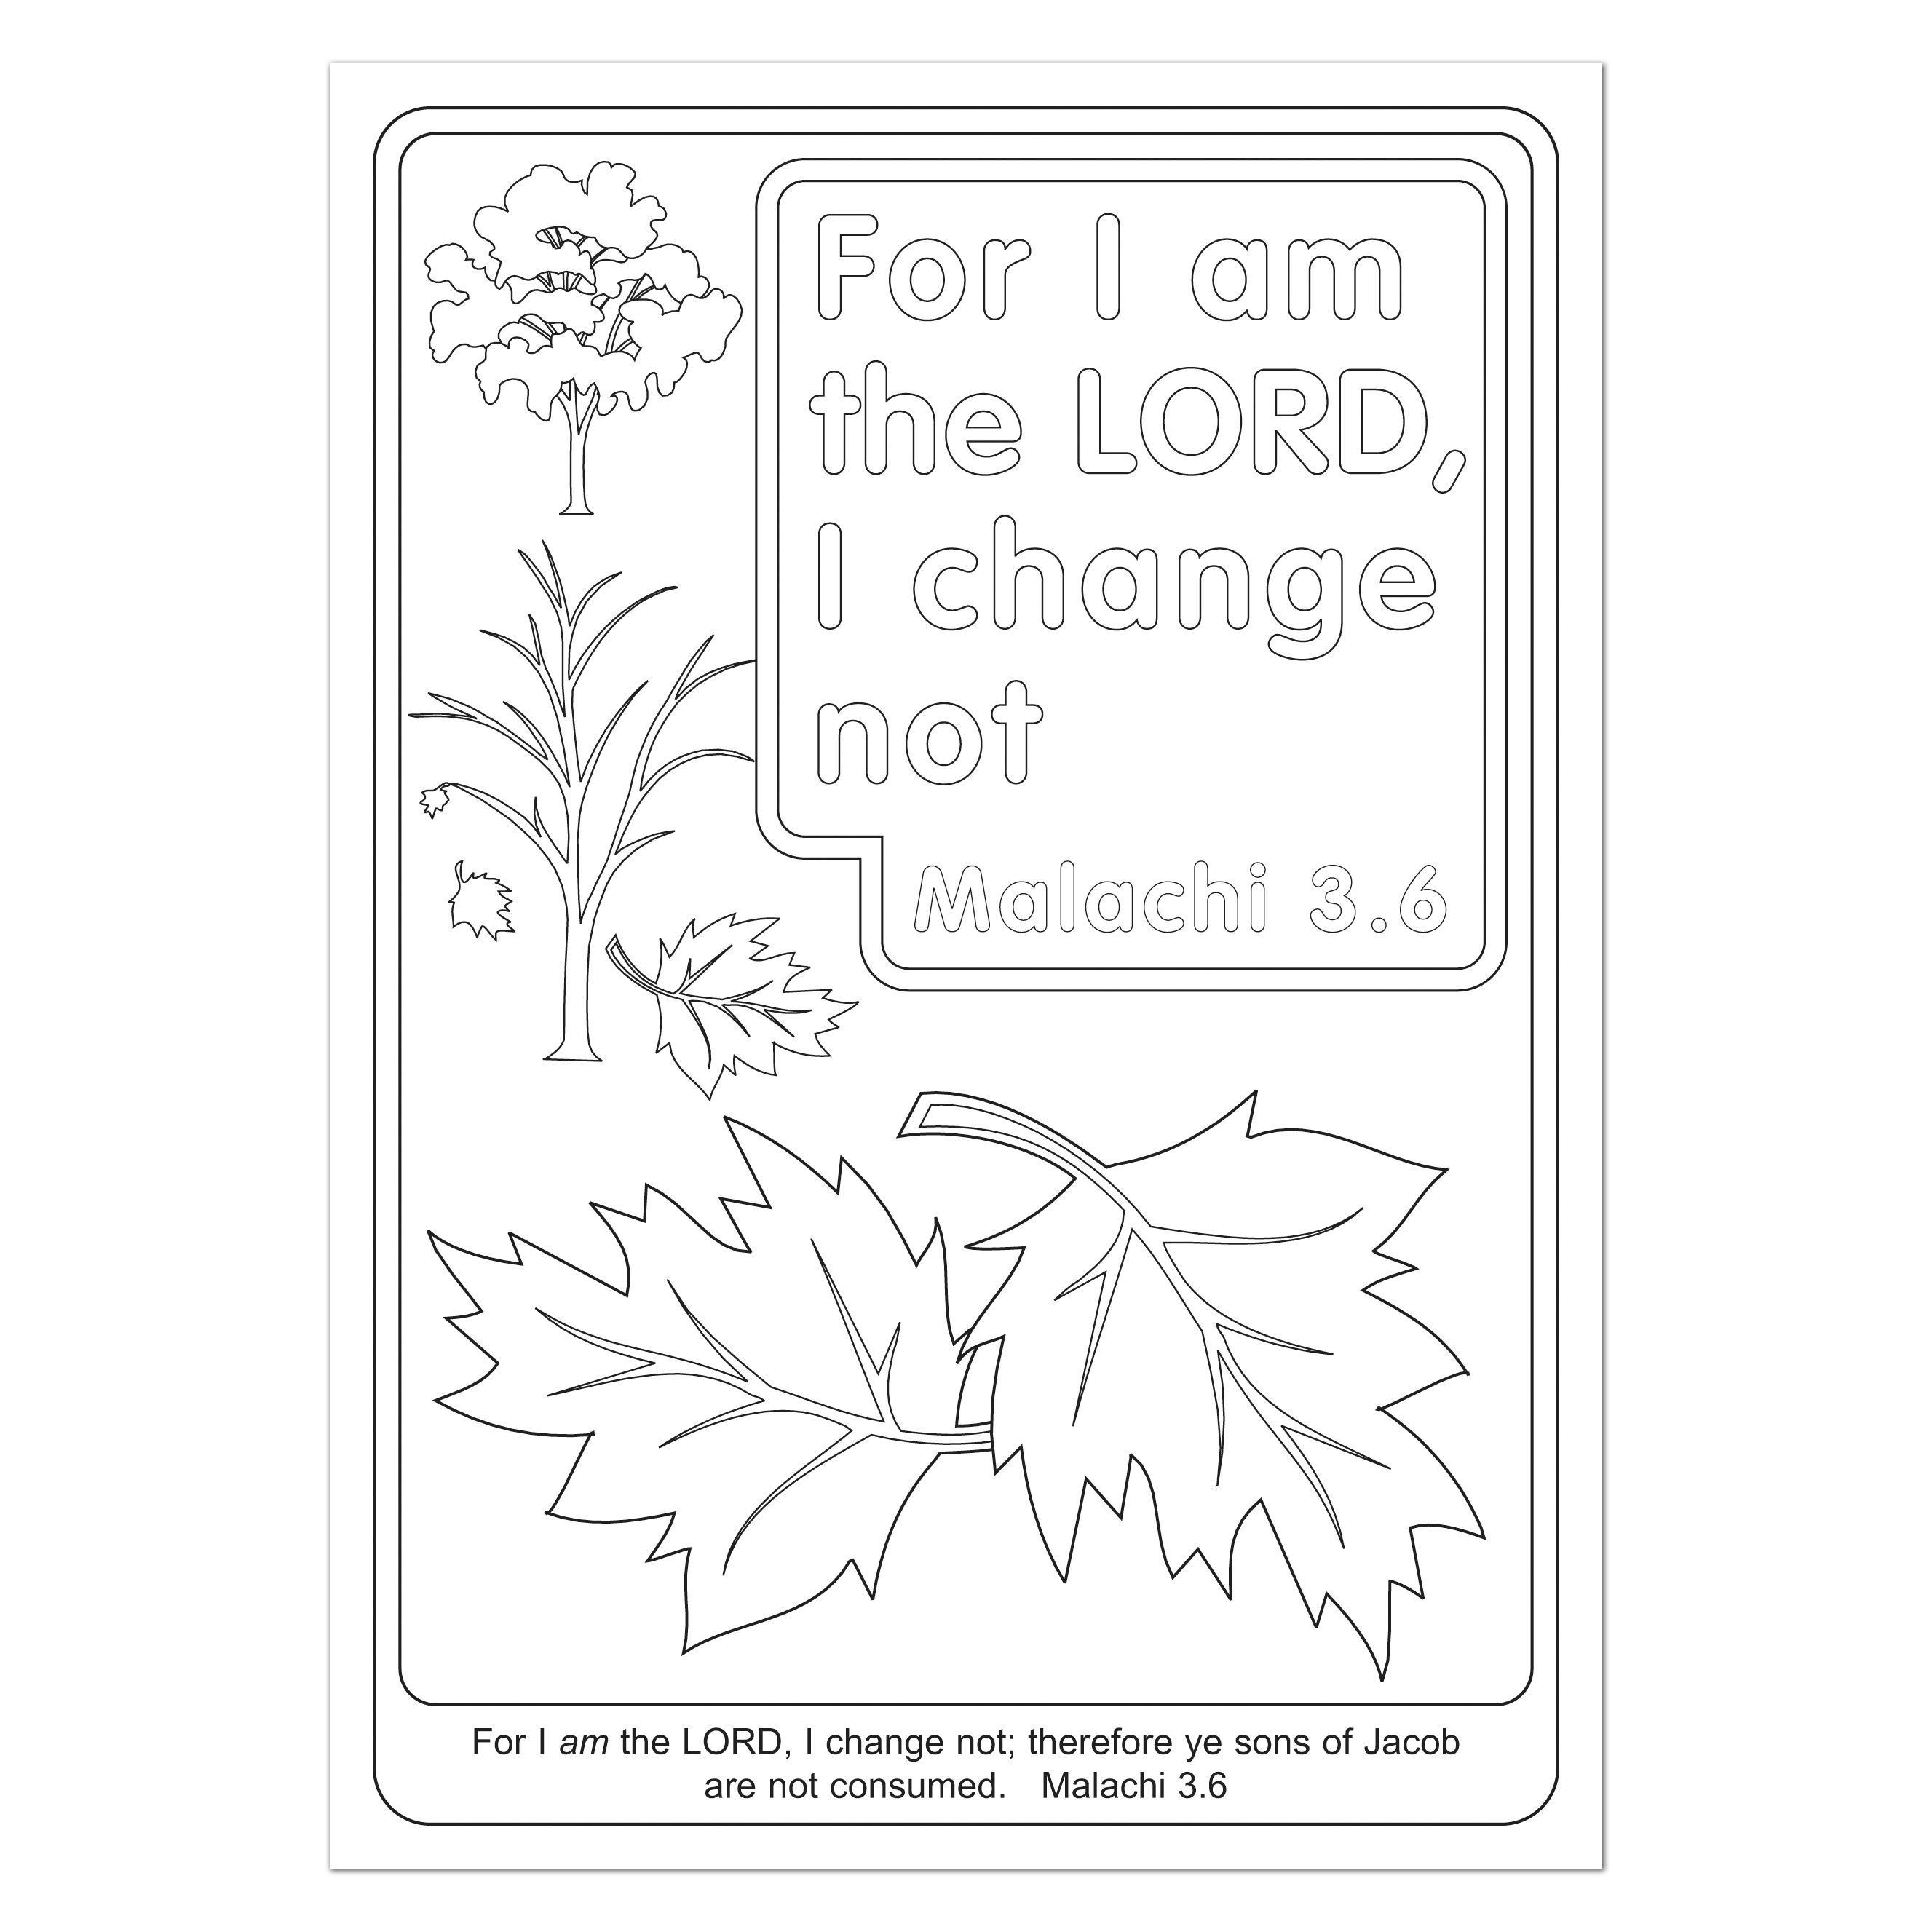 For I am
the LORD,
I change
not
Malachi 3.6
For I am the LORD, I change not; therefore ye sons of Jacob
are not consumed. Malachi 3.6